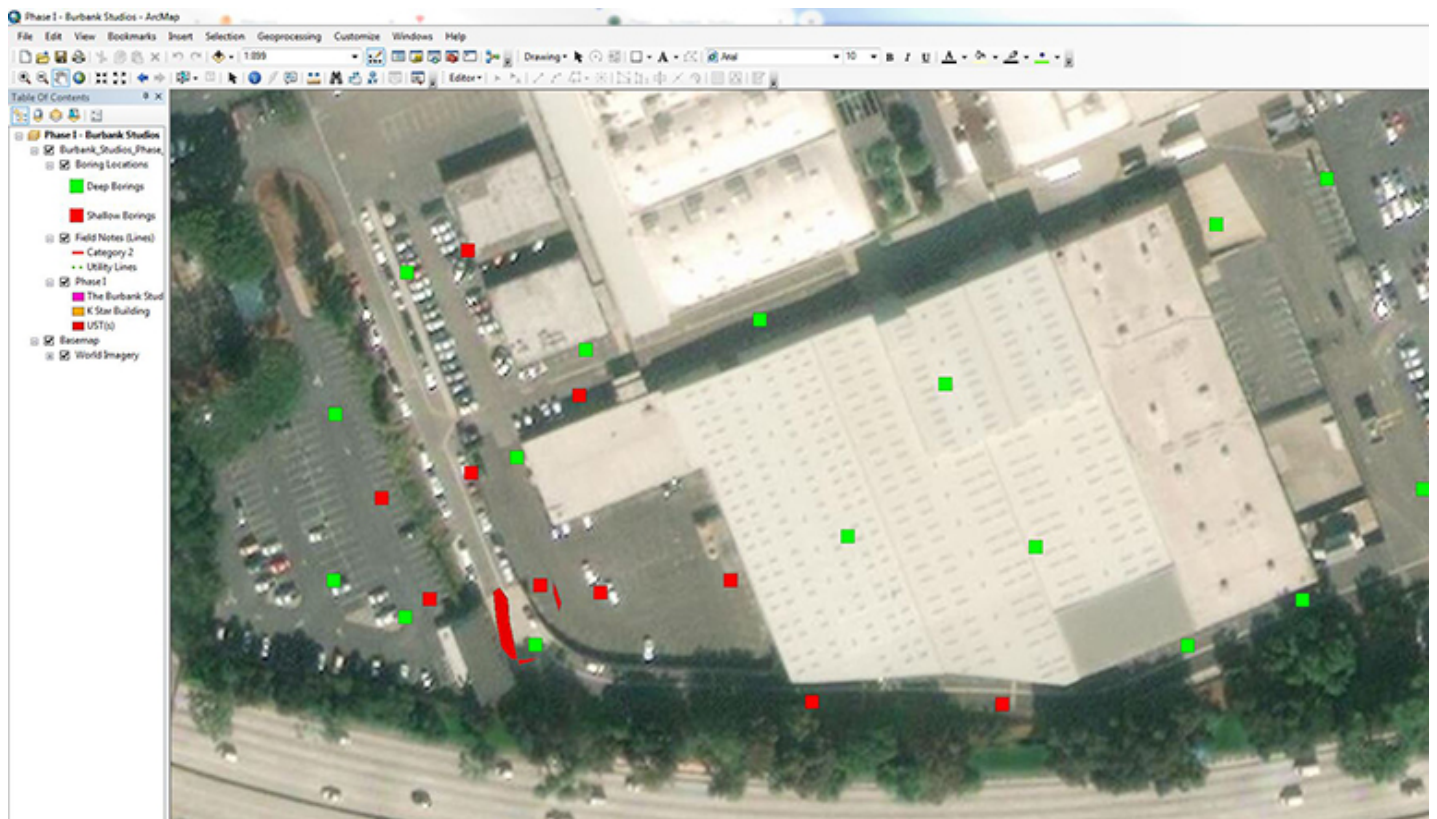 Phase I - Burbank Studios - ArcMap
File Edit View Bookmarks Insert Selection Geoprocessing Customize Windows Help
1:899 Drawing A Arial 10 B I U A
Editor
Table Of Contents
Phase I - Burbank Studios
Burbank_Studios_Phase_
Boring Locations
Deep Borings
Shallow Borings
Field Notes (Lines)
Category 2
Utility Lines
Phase I
The Burbank Stud
K Star Building
UST(s)
Basemap
World Imagery